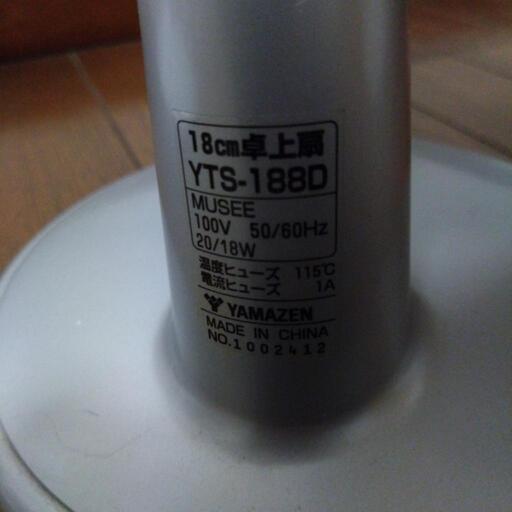 18cm卓上扇
YTS-188D
MUSEE
100V 50/60Hz
20/18W
温度ヒューズ 115℃
電流ヒューズ 1A
YAMAZEN
MADE IN CHINA
NO.1002412